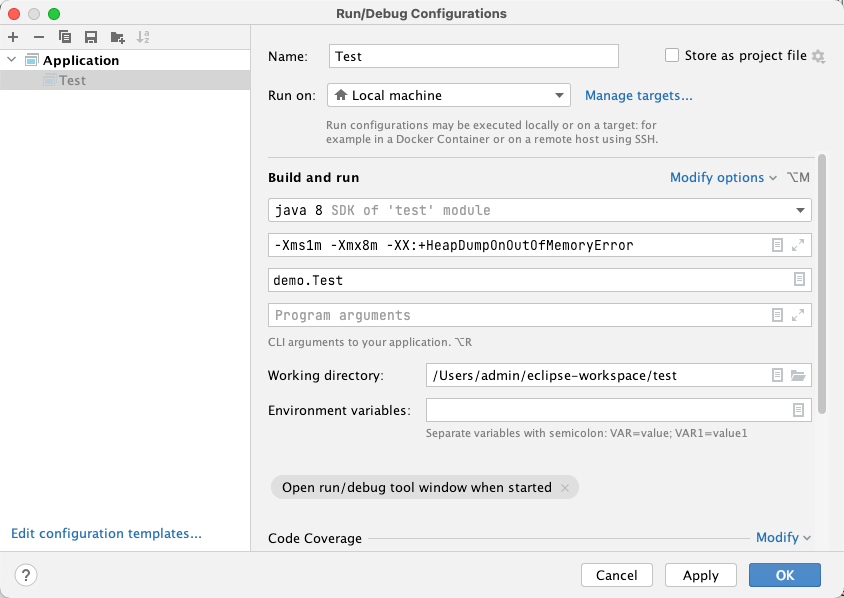 Run/Debug Configurations
Application
Test
Edit configuration templates...
Name: Test
Store as project file
Run on: Local machine Manage targets...
Run configurations may be executed locally or on a target: for
example in a Docker Container or on a remote host using SSH.
Build and run
Modify options ⌥M
java 8 SDK of 'test' module
-Xms1m -Xmx8m -XX:+HeapDumpOnOutOfMemoryError
demo.Test
Program arguments
CLI arguments to your application. ⌥R
Working directory: /Users/admin/eclipse-workspace/test
Environment variables:
Separate variables with semicolon: VAR=value; VAR1=value1
Open run/debug tool window when started
Code Coverage
Modify
?
Cancel
Apply
OK